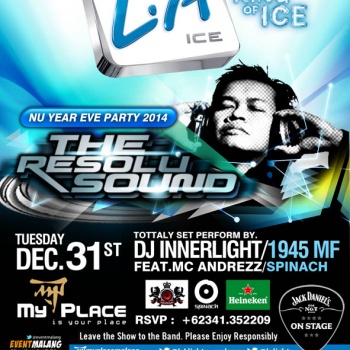 L.A
ICE
OF
ICE
NU YEAR EVE PARTY 2014
THE
RESOLU
SOUND
TUESDAY
DEC. 31ST
TOTTALY SET PERFORM BY.
DJ INNERLIGHT/1945 MF
FEAT.MC ANDREZZ/SPINACH
My PLACE
is your place
spinach
Heineken
JACK DANIEL'S
ON STAGE
RSVP : +62341.352209
EVENTMALANG
Leave the Show to the Band. Please Enjoy Responsibly